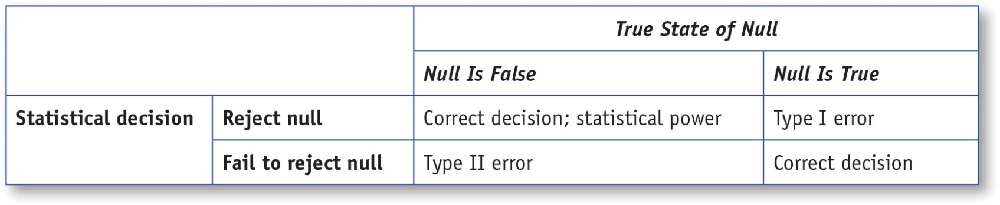 True State of Null
Null Is False Null Is True
Statistical decision Reject null Correct decision; statistical power Type I error
Fail to reject null Type II error Correct decision